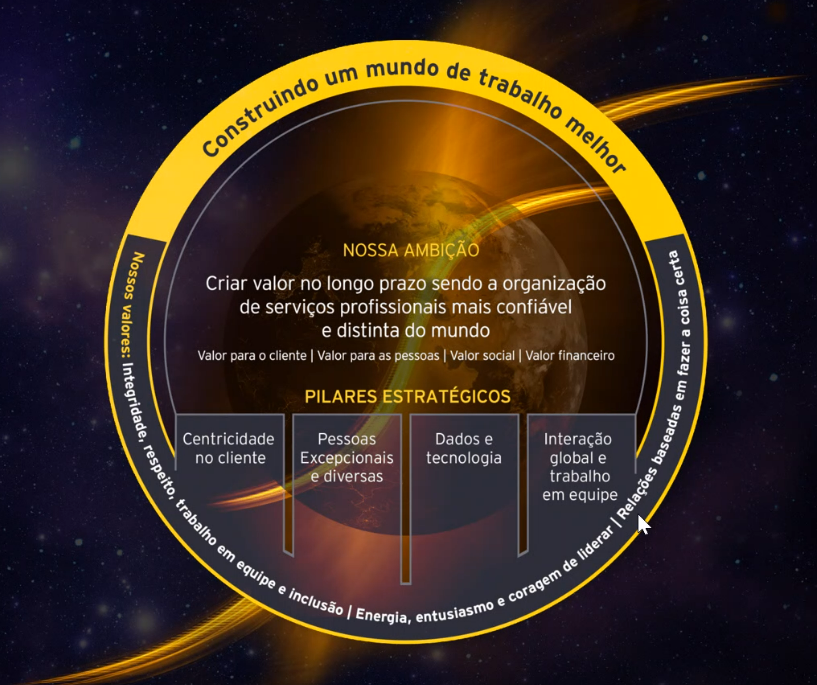 Construindo um mundo de trabalho melhor
NOSSA AMBIÇÃO
Criar valor no longo prazo sendo a organização
de serviços profissionais mais confiável
e distinta do mundo
Valor para o cliente | Valor para as pessoas | Valor social | Valor financeiro
PILARES ESTRATÉGICOS
Centricidade
no cliente
Pessoas
Excepcionais
e diversas
Dados e
tecnologia
Interação
global e
trabalho
em equipe
Nossos valores: Integridade, respeito, trabalho em equipe e inclusão | Energia, entusiasmo e coragem de liderar | Relações baseadas em fazer a coisa certa